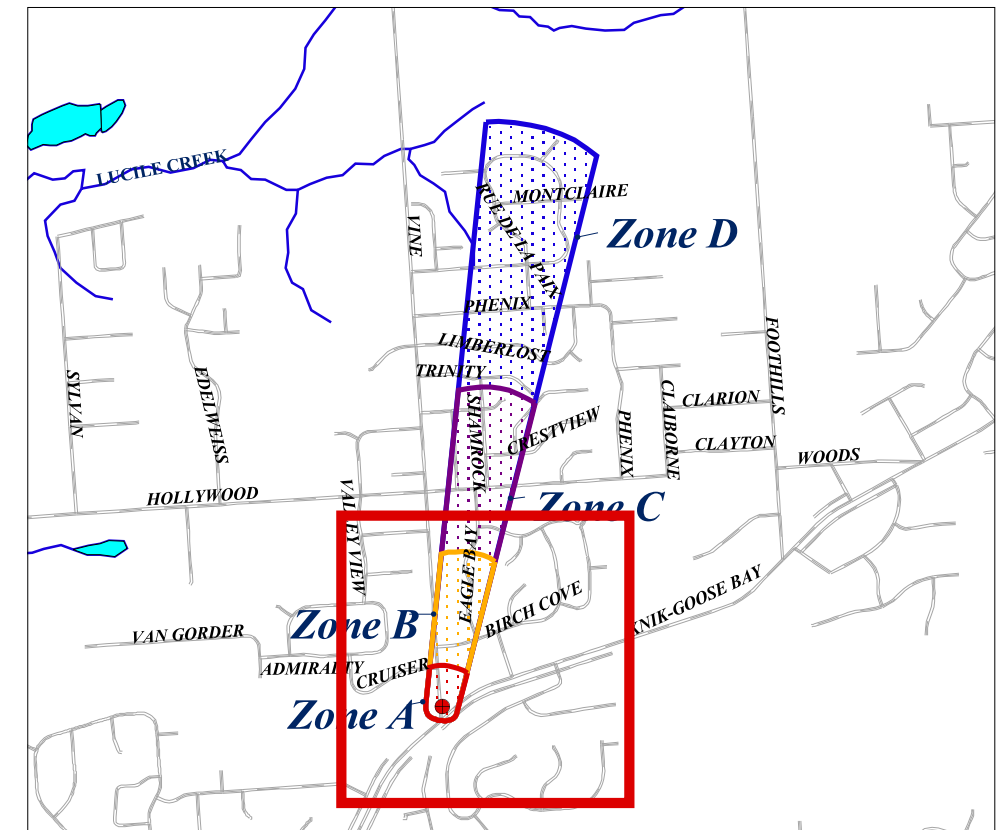 LUCILE CREEK
MONTCLAIRE
RUE DE LA PAIX
VINE
Zone D
PHENIX
LIMBERLOST
TRINITY
FOOTHILLS
SYLVAN
EDELWEISS
SHAMROCK
CRESTVIEW
PHENIX
CLAIBORNE
CLARION
CLAYTON
WOODS
HOLLYWOOD
VALLEY VIEW
Zone C
EAGLE BAY
BIRCH COVE
KNIK-GOOSE BAY
Zone B
VAN GORDER
ADMIRALTY
CRUISER
Zone A